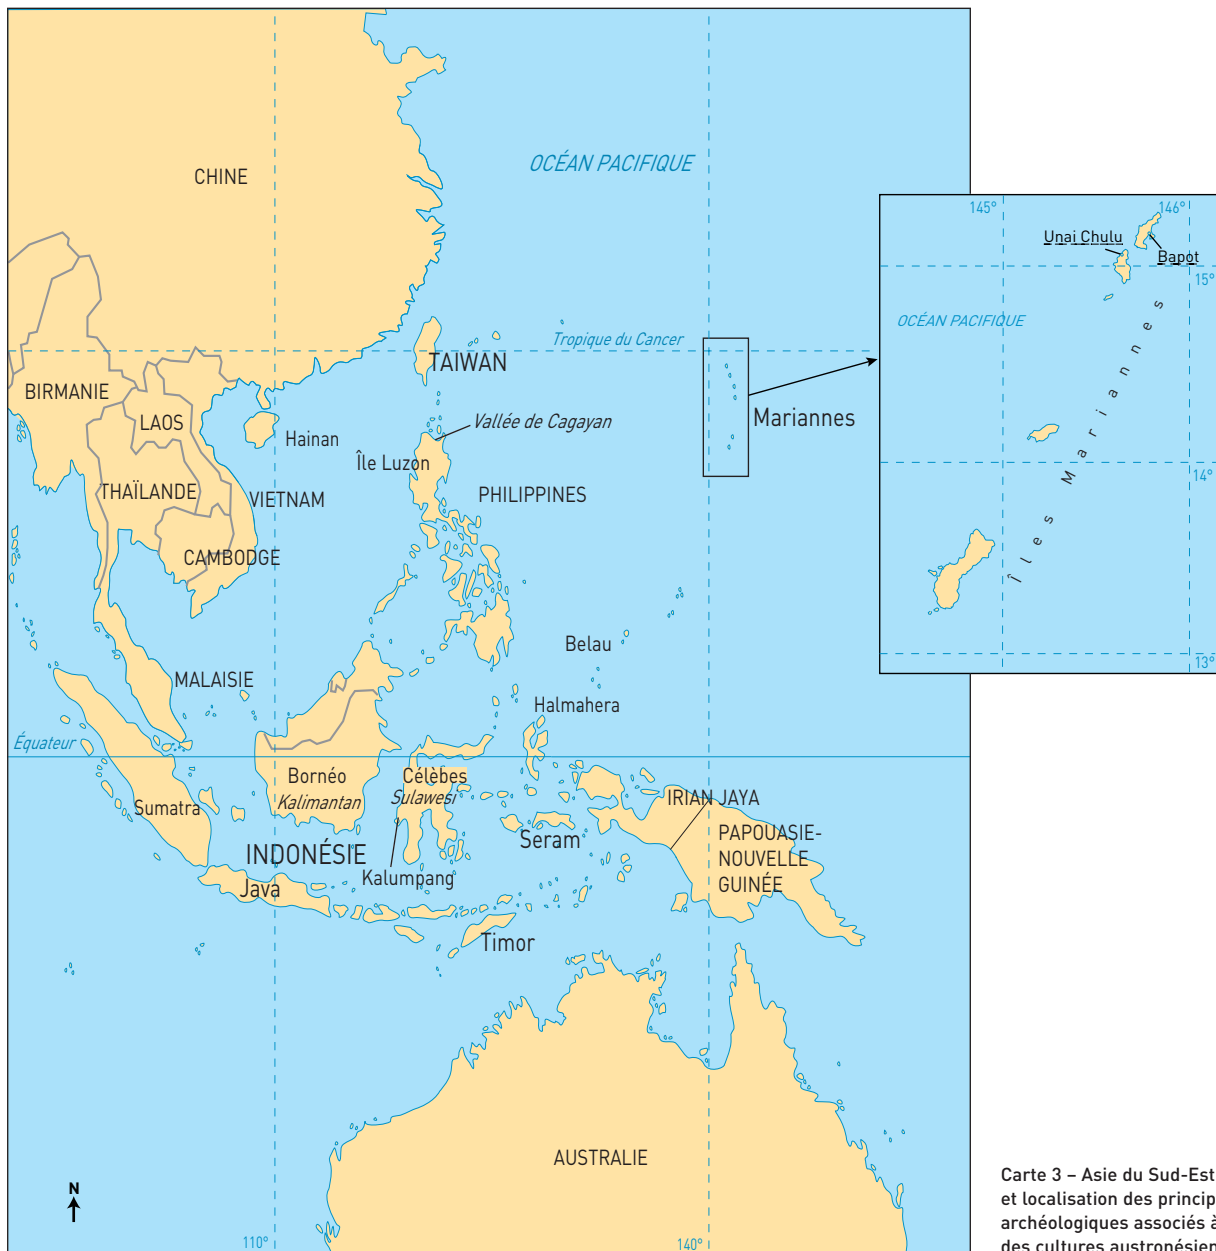 CHINE
OCÉAN PACIFIQUE
145°
146°
Unai Chulu
Bapot
15°
OCÉAN PACIFIQUE
Îles Mariannes
14°
13°
Tropique du Cancer
TAIWAN
BIRMANIE
LAOS
Hainan
Vallée de Cagayan
Mariannes
Île Luzon
THAÏLANDE
VIETNAM
PHILIPPINES
CAMBODGE
Belau
MALAISIE
Halmahera
Équateur
Bornéo
Kalimantan
Célèbes
Sulawesi
Sumatra
IRIAN JAYA
Seram
PAPOUASIE-
NOUVELLE
GUINÉE
INDONÉSIE
Kalumpang
Java
Timor
AUSTRALIE
N
110°
140°
Carte 3 – Asie du Sud-Est
et localisation des princip
archéologiques associés à
des cultures austronésien